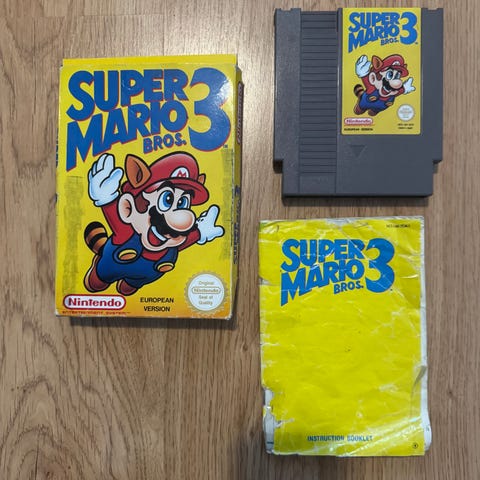 SUPER
MARIO 3
BROS.
TM
Nintendo
ENTERTAINMENT SYSTEM
EUROPEAN
VERSION
Original
Nintendo
Seal of
Quality
SUPER
MARIO 3
BROS.
Nintendo
EUROPEAN VERSION
SUPER
MARIO 3
BROS.
INSTRUCTION BOOKLET